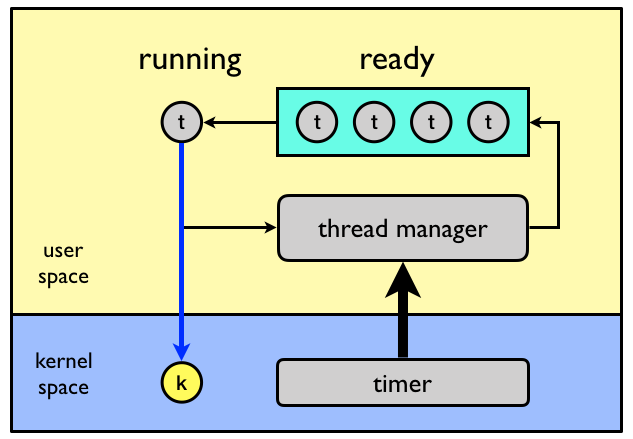 running
ready
t
t
t
t
t
thread manager
user
space
kernel
space
k
timer